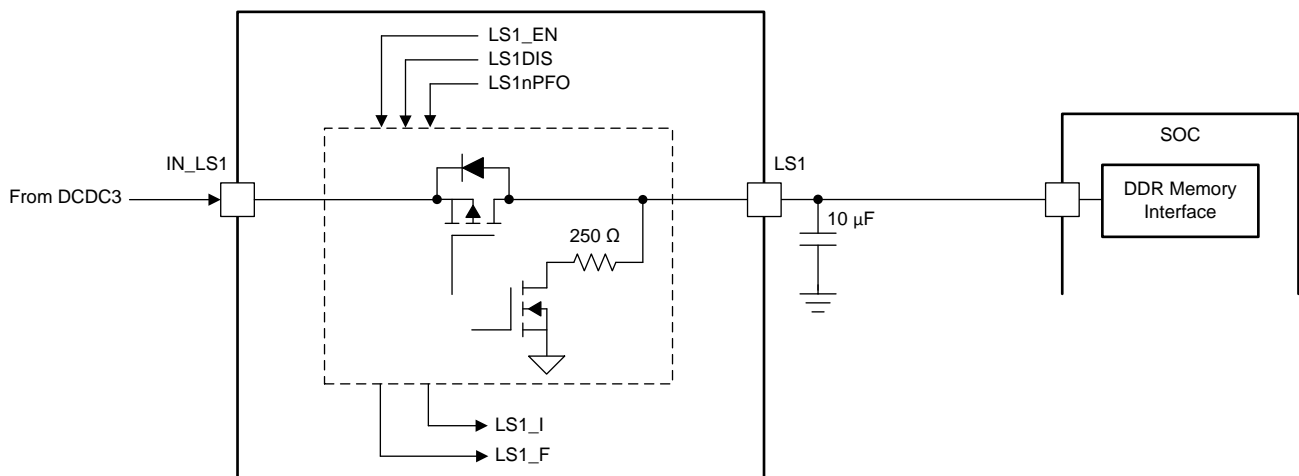 LS1_EN
LS1DIS
LS1nPFO
IN_LS1
LS1
SOC
From DCDC3
DDR Memory
Interface
10 µF
250 Ω
LS1_I
LS1_F